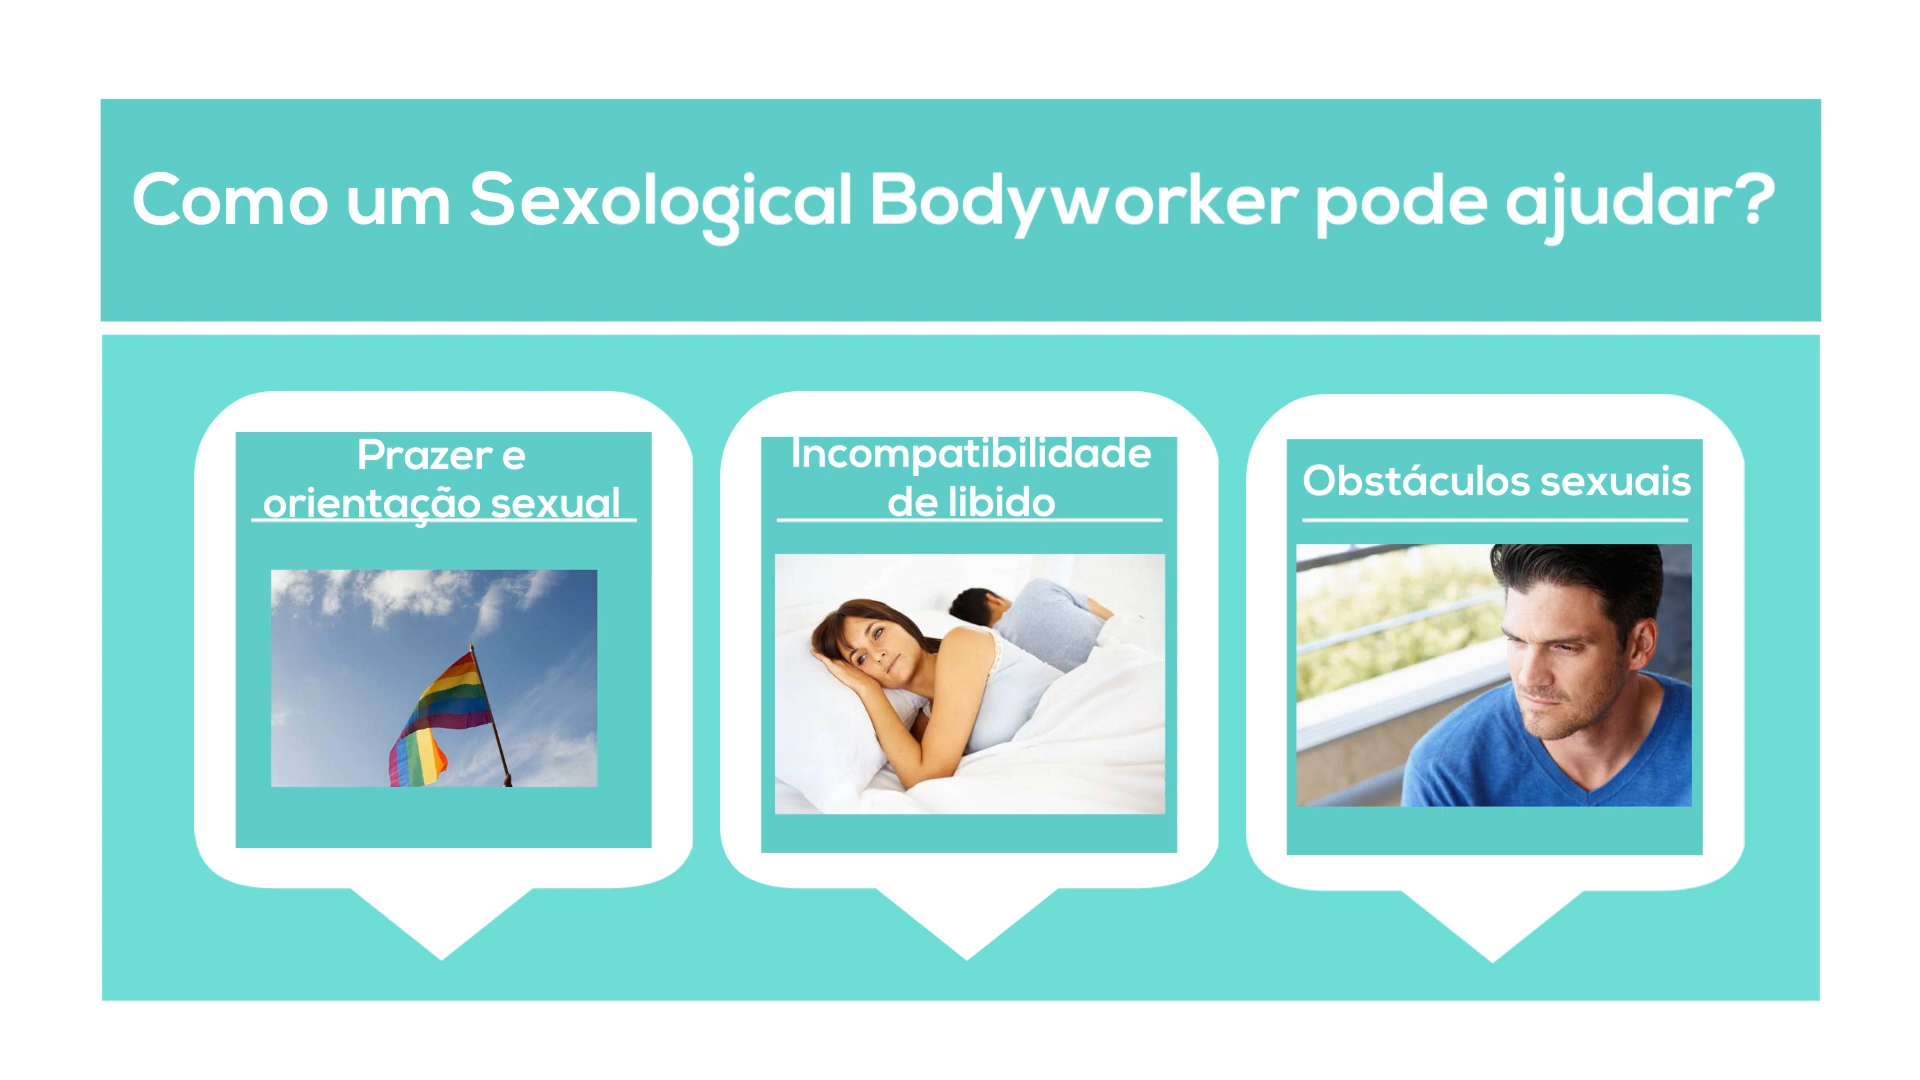 Como um Sexological Bodyworker pode ajudar?
Prazer e
orientação sexual
Incompatibilidade
de libido
Obstáculos sexuais